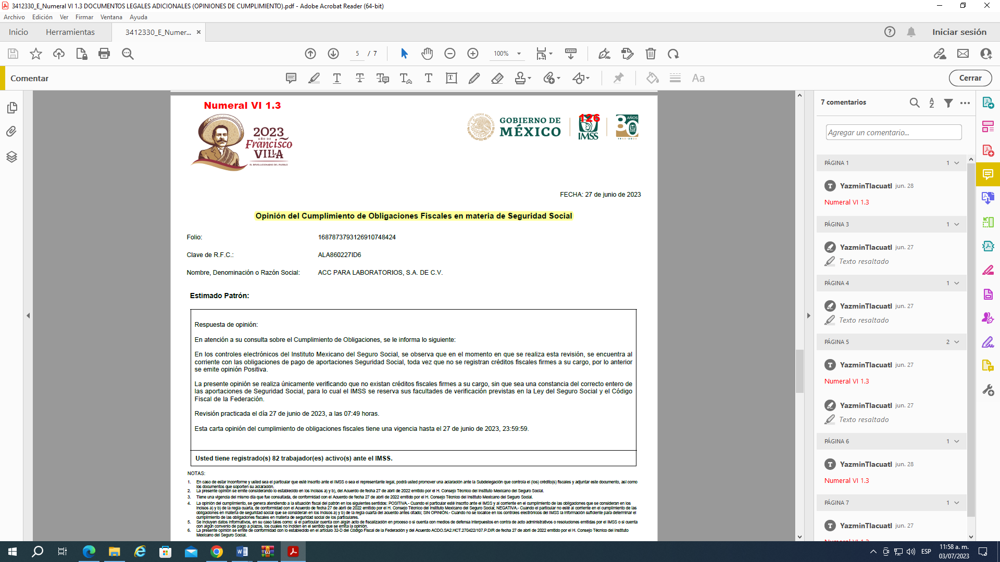 3412330_E_Numeral VI 1.3 DOCUMENTOS LEGALES ADICIONALES (OPINIONES DE CUMPLIMIENTO).pdf - Adobe Acrobat Reader (64-bit)
Archivo Edición Ver Firmar Ventana Ayuda
Inicio Herramientas 3412330_E_Numer... Iniciar sesión
5 / 7 100%
Comentar Cerrar
Numeral VI 1.3
2023
AÑO DE
Francisco
VILLA
EL REVOLUCIONARIO DEL PUEBLO
GOBIERNO DE
MÉXICO
126
IMSS
80 AÑOS
FECHA: 27 de junio de 2023
Opinión del Cumplimiento de Obligaciones Fiscales en materia de Seguridad Social
Folio: 1687873793126910748424
Clave de R.F.C.: ALA860227ID6
Nombre, Denominación o Razón Social: ACC PARA LABORATORIOS, S.A. DE C.V.
Estimado Patrón:
Respuesta de opinión:
En atención a su consulta sobre el Cumplimiento de Obligaciones, se le informa lo siguiente:
En los controles electrónicos del Instituto Mexicano del Seguro Social, se observa que en el momento en que se realiza esta revisión, se encuentra al
corriente con las obligaciones de pago de aportaciones Seguridad Social, toda vez que no se registran créditos fiscales firmes a su cargo, por lo anterior
se emite opinión Positiva.
La presente opinión se realiza únicamente verificando que no existan créditos fiscales firmes a su cargo, sin que sea una constancia del correcto entero de
las aportaciones de Seguridad Social, para lo cual el IMSS se reserva sus facultades de verificación previstas en la Ley del Seguro Social y el Código
Fiscal de la Federación.
Revisión practicada el día 27 de junio de 2023, a las 07:49 horas.
Esta carta opinión del cumplimiento de obligaciones fiscales tiene una vigencia hasta el 27 de junio de 2023, 23:59:59.
Usted tiene registrado(s) 82 trabajador(es) activo(s) ante el IMSS.
NOTAS:
1. En caso de estar inconforme y usted sea el particular que esté inscrito ante el IMSS o sea el representante legal, podrá usted promover una aclaración ante la Subdelegación que controla el (los) crédito(s) fiscales y adjuntar este documento, así como
los documentos que soporten su aclaración.
2. La presente opinión se emite considerando lo establecido en los incisos a) y b), del Acuerdo de fecha 27 de abril de 2022 emitido por el H. Consejo Técnico del Instituto Mexicano del Seguro Social.
3. Tiene una vigencia del mismo día que fue consultada, de conformidad con el Acuerdo de fecha 27 de abril de 2022 emitido por el H. Consejo Técnico del Instituto Mexicano del Seguro Social.
4. La opinión del cumplimiento, se genera atendiendo a la situación fiscal del patrón en los siguientes sentidos: POSITIVA.- Cuando el particular esté inscrito ante el IMSS y al corriente en el cumplimiento de las obligaciones que se consideran en los
incisos a) y b) de la regla cuarta, de conformidad con el Acuerdo de fecha 27 de abril de 2022 emitido por el H. Consejo Técnico del Instituto Mexicano del Seguro Social; NEGATIVA.- Cuando el particular no esté al corriente en el cumplimiento de las
obligaciones en materia de seguridad social que se consideran en los incisos a) y b) de la regla cuarta del acuerdo antes citado; SIN OPINIÓN.- Cuando no se localice en los controles electrónicos del IMSS la información suficiente para determinar el
cumplimiento de las obligaciones fiscales en materia de seguridad social de los particulares.
5. Se incluyen datos informativos, en su caso tales como: si el particular cuenta con algún acto de fiscalización en proceso o si cuenta con medios de defensa interpuestos en contra de acto administrativos o resoluciones emitidas por el IMSS o si cuenta
con algún convenio de pago a plazos, los cuales no inciden en el sentido que se emita la opinión.
6. La presente opinión se emite de conformidad con lo establecido en el artículo 32-D del Código Fiscal de la Federación y del Acuerdo ACDO.SA2.HCT.270422/107.P.DIR de fecha 27 de abril de 2022 emitido por el H. Consejo Técnico del Instituto
Mexicano del Seguro Social.
7 comentarios
Agregar un comentario...
PÁGINA 1 1
YazminTlacuatl jun. 28
Numeral VI 1.3
PÁGINA 3 1
YazminTlacuatl jun. 27
Texto resaltado
PÁGINA 4 1
YazminTlacuatl jun. 27
Texto resaltado
PÁGINA 5 2
YazminTlacuatl jun. 27
Numeral VI 1.3
YazminTlacuatl jun. 27
Texto resaltado
PÁGINA 6 1
YazminTlacuatl jun. 28
Numeral VI 1.3
PÁGINA 7 1
YazminTlacuatl jun. 27
ESP
11:58 a. m.
03/07/2023